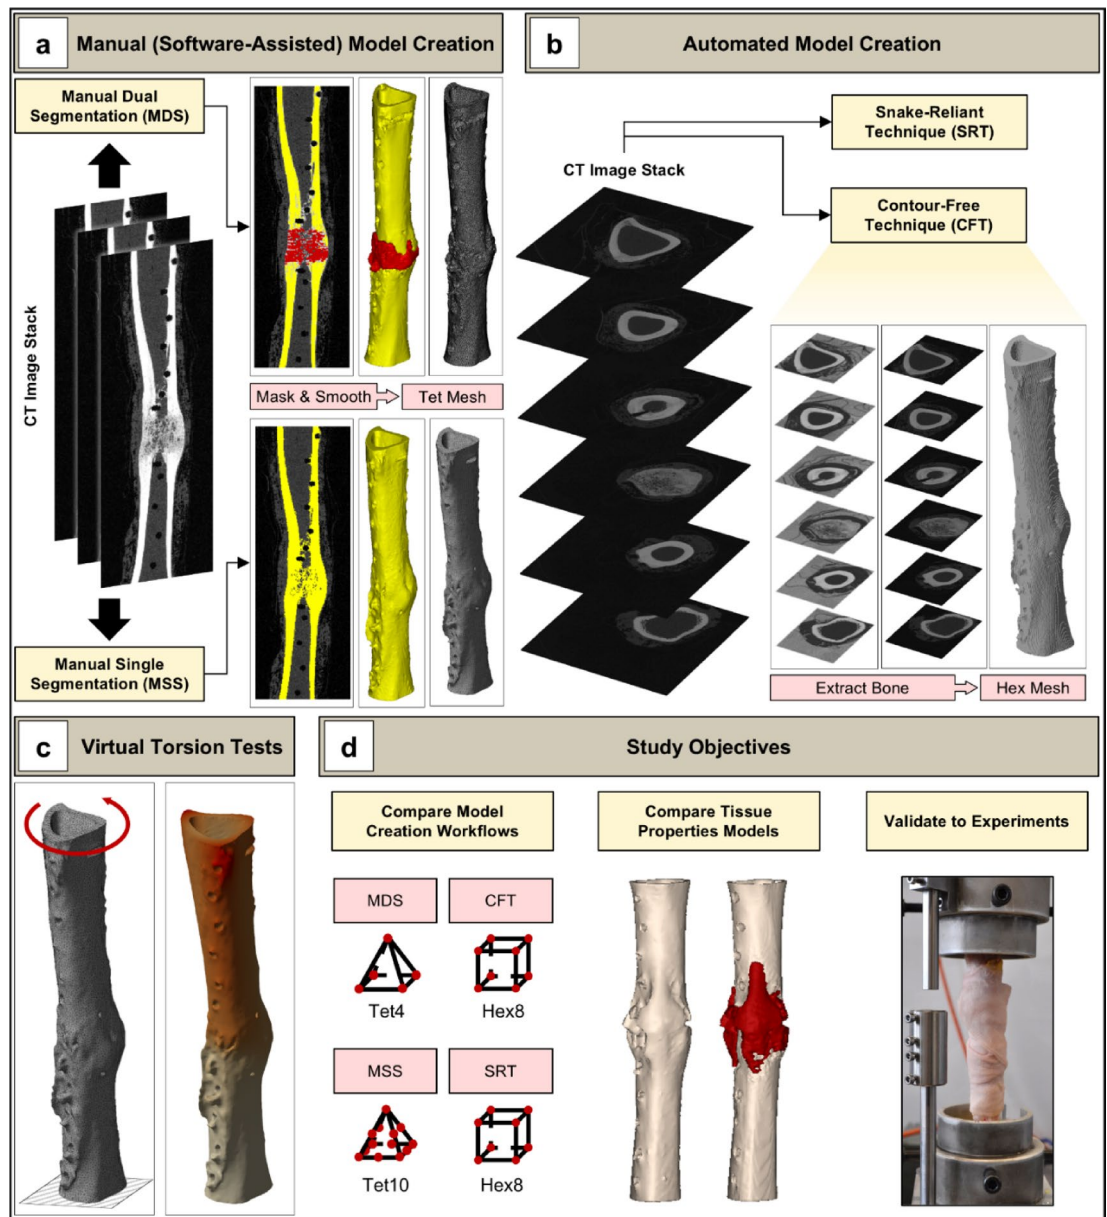 a
Manual (Software-Assisted) Model Creation
Manual Dual
Segmentation (MDS)
CT Image Stack
Mask & Smooth
Tet Mesh
Manual Single
Segmentation (MSS)
b
Automated Model Creation
Snake-Reliant
Technique (SRT)
CT Image Stack
Contour-Free
Technique (CFT)
Extract Bone
Hex Mesh
c
Virtual Torsion Tests
d
Study Objectives
Compare Model
Creation Workflows
MDS
CFT
Tet4
Hex8
MSS
SRT
Tet10
Hex8
Compare Tissue
Properties Models
Validate to Experiments